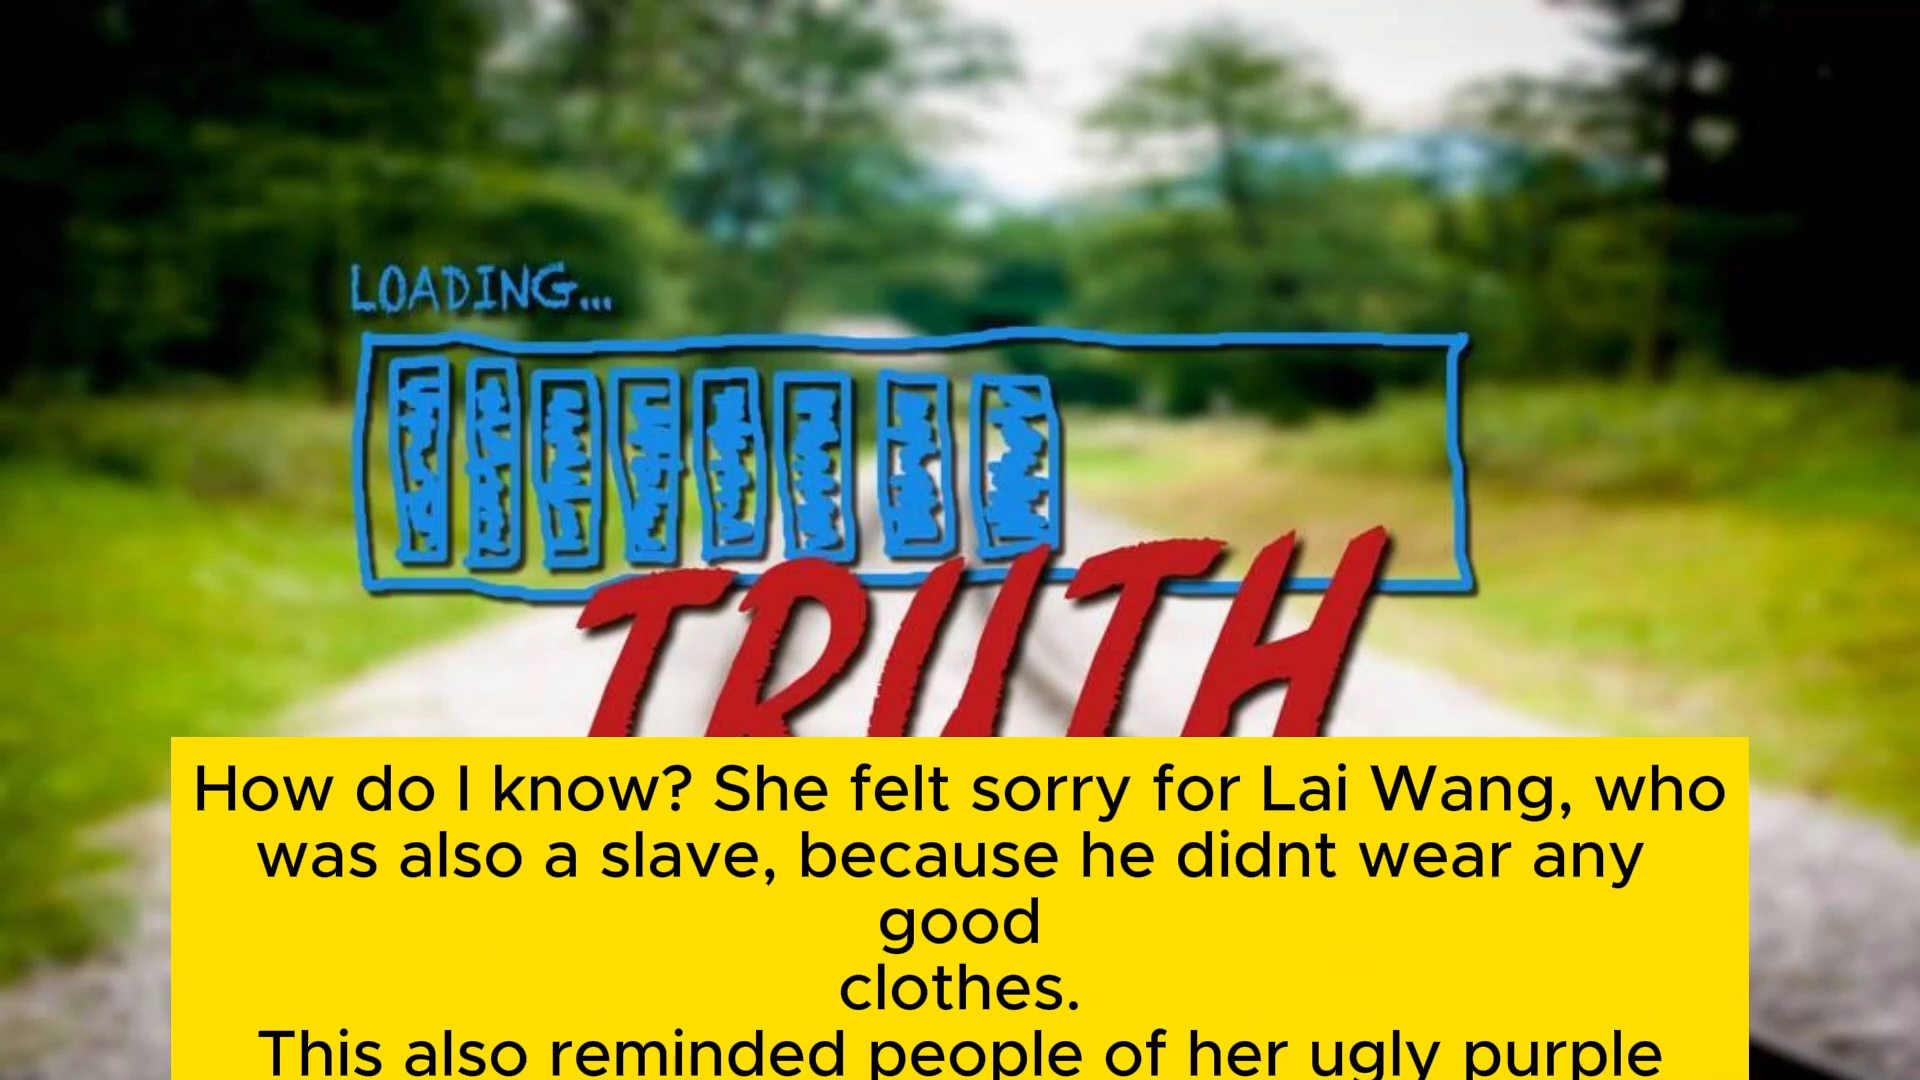 LOADING...
TRUTH
How do I know? She felt sorry for Lai Wang, who
was also a slave, because he didnt wear any
good
clothes.
This also reminded people of her ugly purple